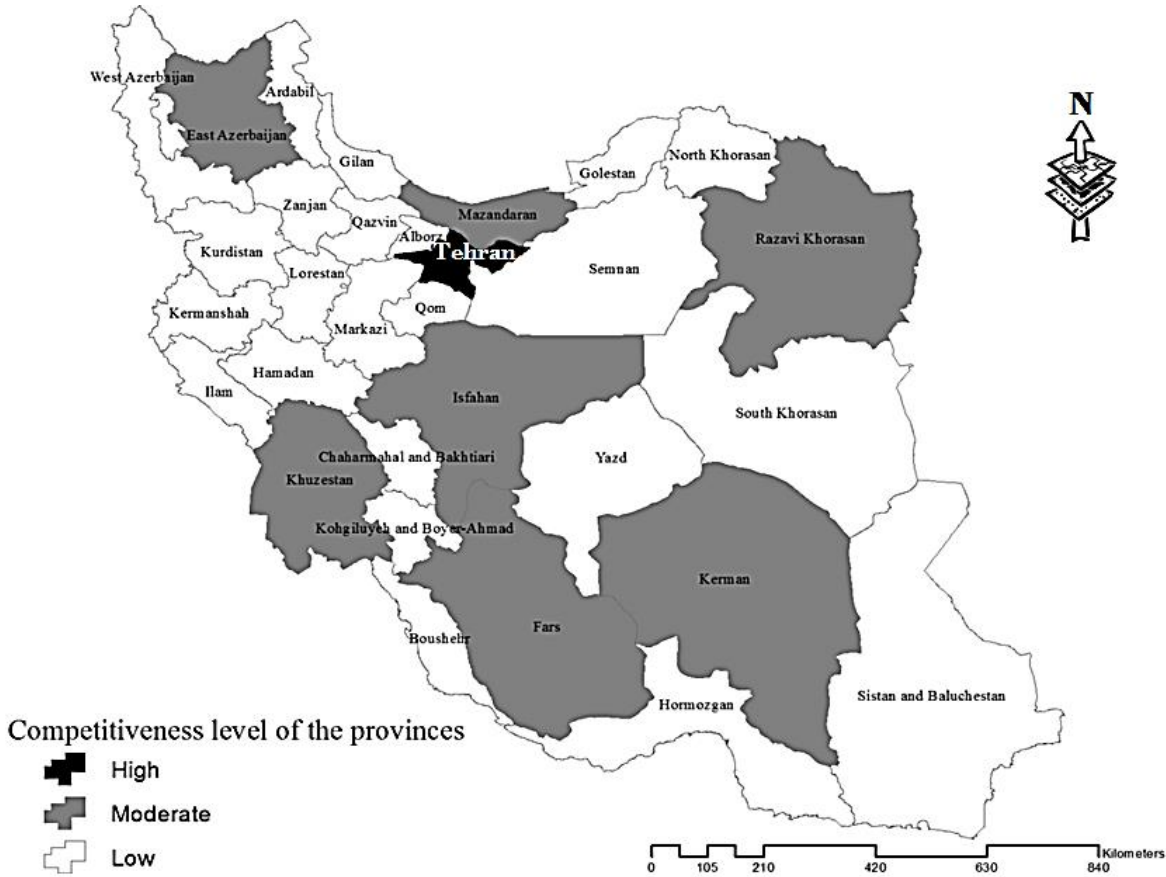 West Azerbaijan
Ardabil
East Azerbaijan
N
Gilan
North Khorasan
Golestan
Zanjan
Mazandaran
Qazvin
Alborz
Razavi Khorasan
Kurdistan
Tehran
Lorestan
Semnan
Kermanshah
Qom
Markazi
Hamadan
Ilam
Isfahan
South Khorasan
Chaharmahal and Bakhtiari
Yazd
Khuzestan
Kohgiluyeh and Boyer-Ahmad
Kerman
Fars
Boushehr
Sistan and Baluchestan
Hormozgan
Competitiveness level of the provinces
High
Moderate
Low
Kilometers
0 105 210 420 630 840